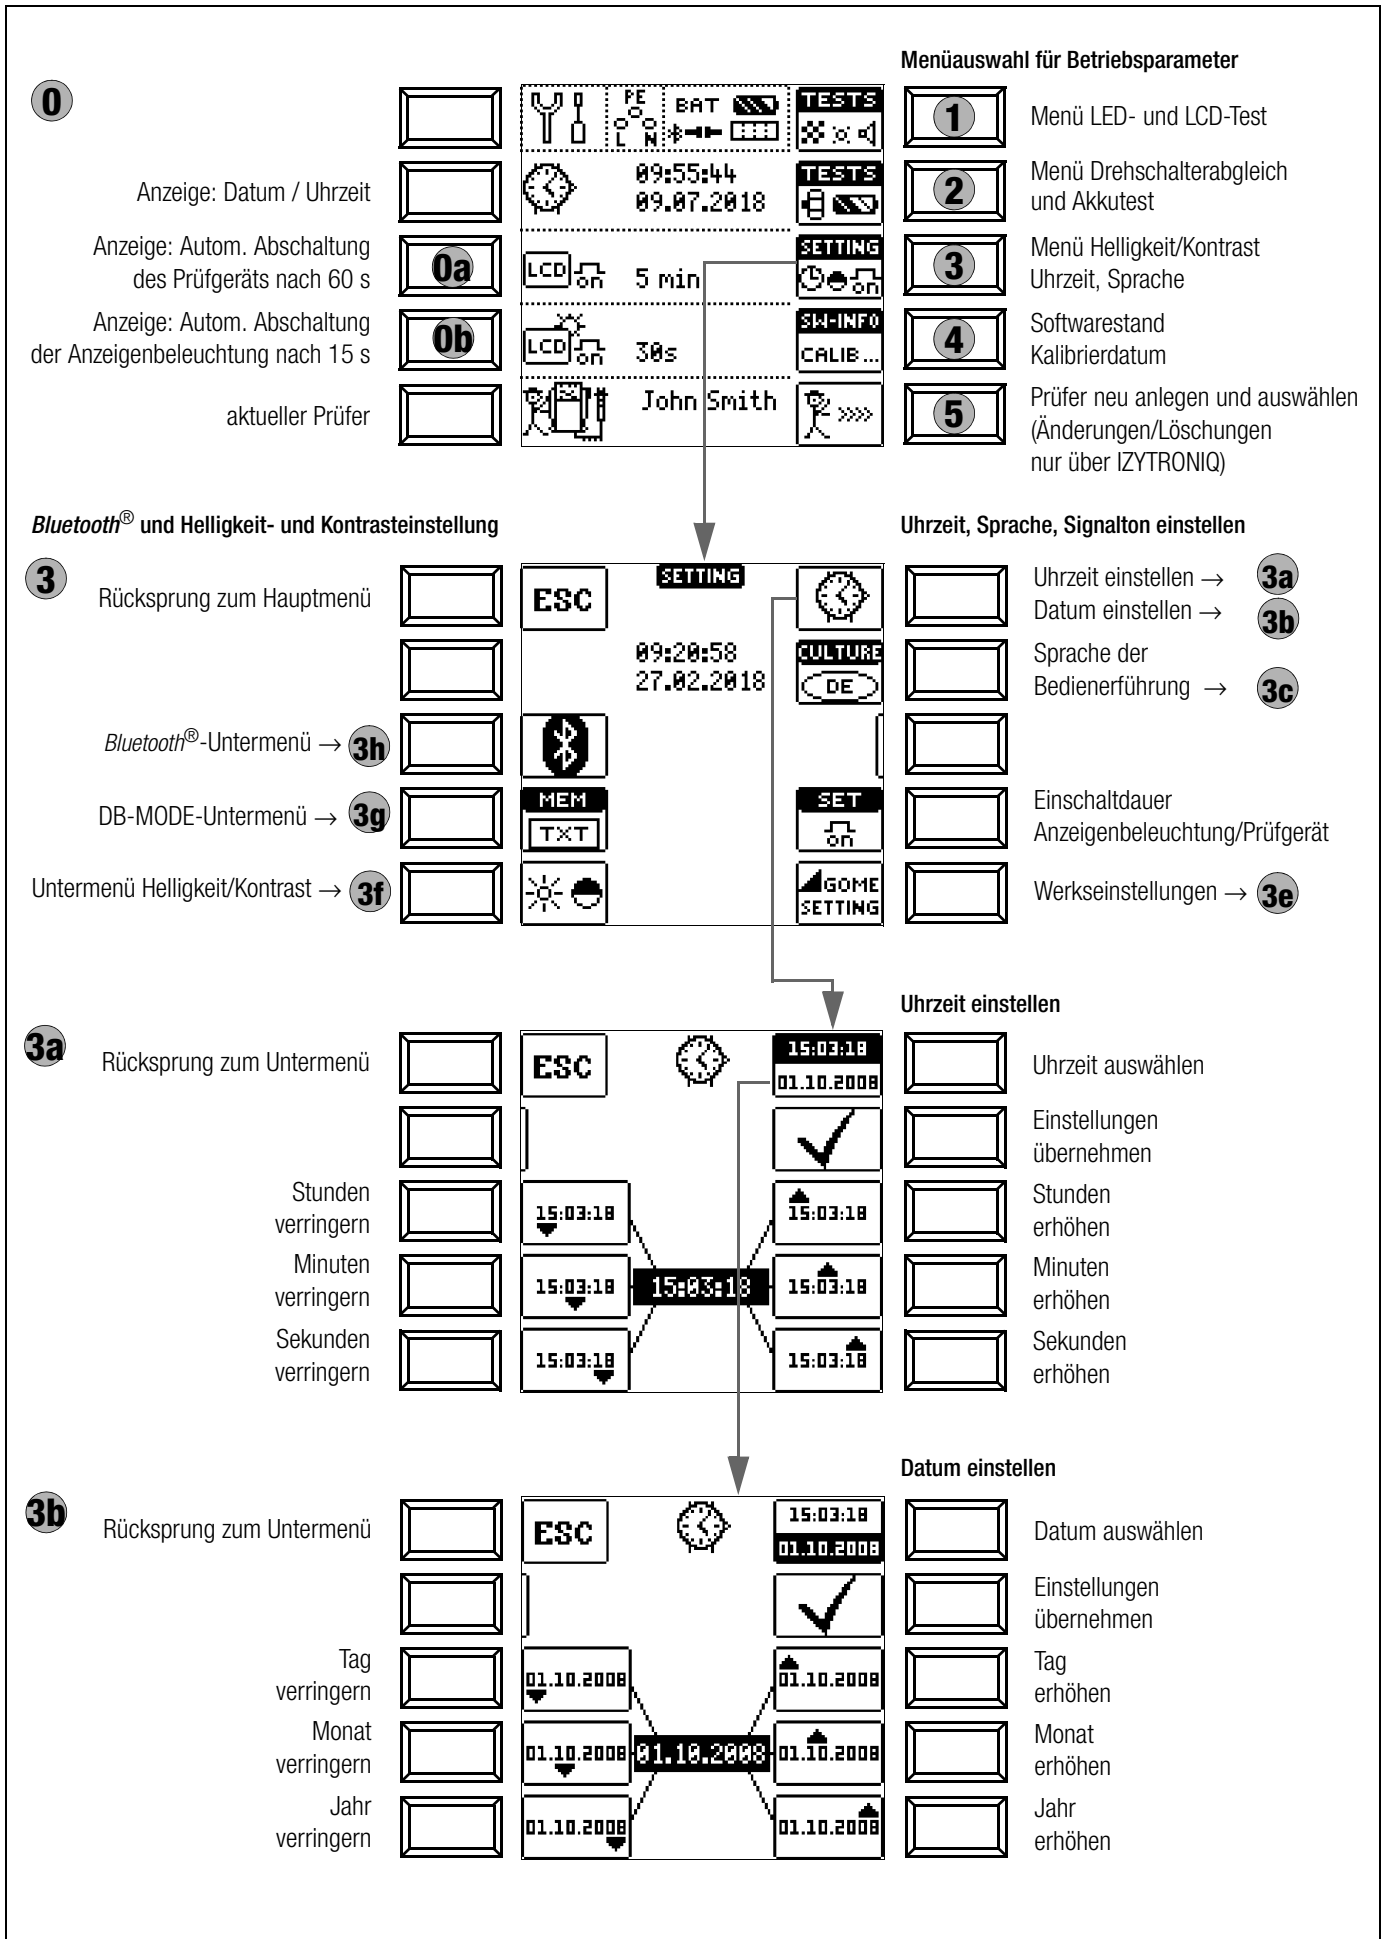 Menüauswahl für Betriebsparameter
0
PE
L N
BAT
TESTS
1
Menü LED- und LCD-Test
Anzeige: Datum / Uhrzeit
09:55:44
09.07.2018
TESTS
2
Menü Drehschalterabgleich
und Akkutest
Anzeige: Autom. Abschaltung
des Prüfgeräts nach 60 s
0a
LCD on
5 min
SETTING
on
3
Menü Helligkeit/Kontrast
Uhrzeit, Sprache
Anzeige: Autom. Abschaltung
der Anzeigenbeleuchtung nach 15 s
0b
LCD on
30s
SW-INFO
CALIB ...
4
Softwarestand
Kalibrierdatum
aktueller Prüfer
John Smith
5
Prüfer neu anlegen und auswählen
(Änderungen/Löschungen
nur über IZYTRONIQ)
Bluetooth® und Helligkeit- und Kontrasteinstellung
Uhrzeit, Sprache, Signalton einstellen
3
Rücksprung zum Hauptmenü
ESC
SETTING
Uhrzeit einstellen → 3a
Datum einstellen → 3b
09:20:58
27.02.2018
CULTURE
DE
Sprache der
Bedienerführung → 3c
Bluetooth®-Untermenü → 3h
DB-MODE-Untermenü → 3g
MEM
TXT
SET
on
Einschaltdauer
Anzeigenbeleuchtung/Prüfgerät
Untermenü Helligkeit/Kontrast → 3f
GOME
SETTING
Werkseinstellungen → 3e
Uhrzeit einstellen
3a
Rücksprung zum Untermenü
ESC
15:03:18
01.10.2008
Uhrzeit auswählen
Einstellungen
übernehmen
Stunden
verringern
15:03:18
15:03:18
Stunden
erhöhen
Minuten
verringern
15:03:18
15:03:18
15:03:18
Minuten
erhöhen
Sekunden
verringern
15:03:18
15:03:18
Sekunden
erhöhen
Datum einstellen
3b
Rücksprung zum Untermenü
ESC
15:03:18
01.10.2008
Datum auswählen
Einstellungen
übernehmen
Tag
verringern
01.10.2008
01.10.2008
Tag
erhöhen
Monat
verringern
01.10.2008
01.10.2008
01.10.2008
Monat
erhöhen
Jahr
verringern
01.10.2008
01.10.2008
Jahr
erhöhen